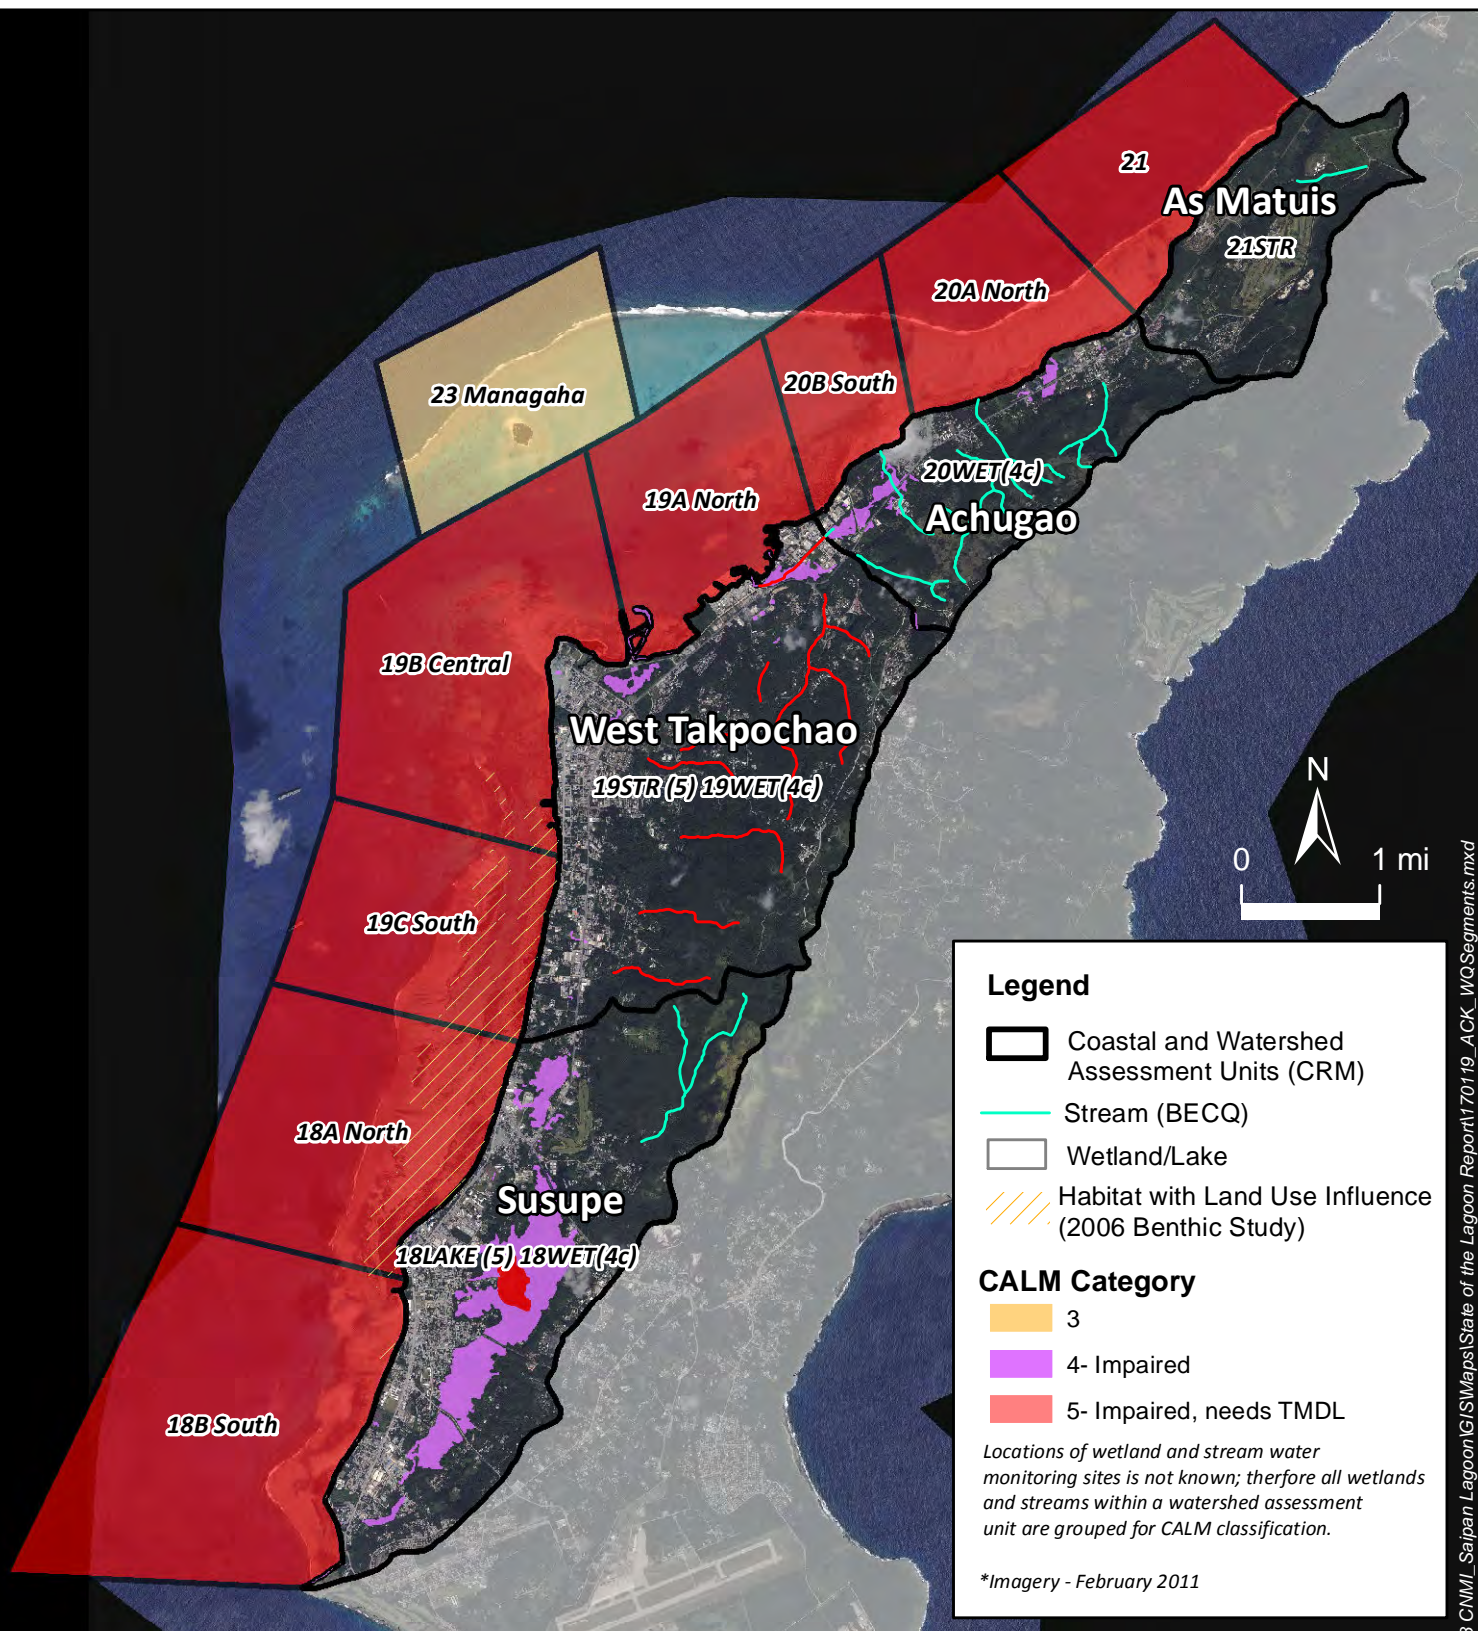 21
As Matuis
21STR
20A North
20B South
23 Managaha
20WET(4c)
19A North
Achugao
19B Central
West Takpochao
19STR (5) 19WET(4c)
N
0 1 mi
19C South
18A North
Susupe
18LAKE (5) 18WET(4c)
18B South
Legend
Coastal and Watershed
Assessment Units (CRM)
Stream (BECQ)
Wetland/Lake
Habitat with Land Use Influence
(2006 Benthic Study)
CALM Category
3
4- Impaired
5- Impaired, needs TMDL
Locations of wetland and stream water
monitoring sites is not known; therfore all wetlands
and streams within a watershed assessment
unit are grouped for CALM classification.
*Imagery - February 2011
CNMI_Saipan Lagoon\GIS\Maps\State of the Lagoon Report\170119_ACK_WQSegments.mxd